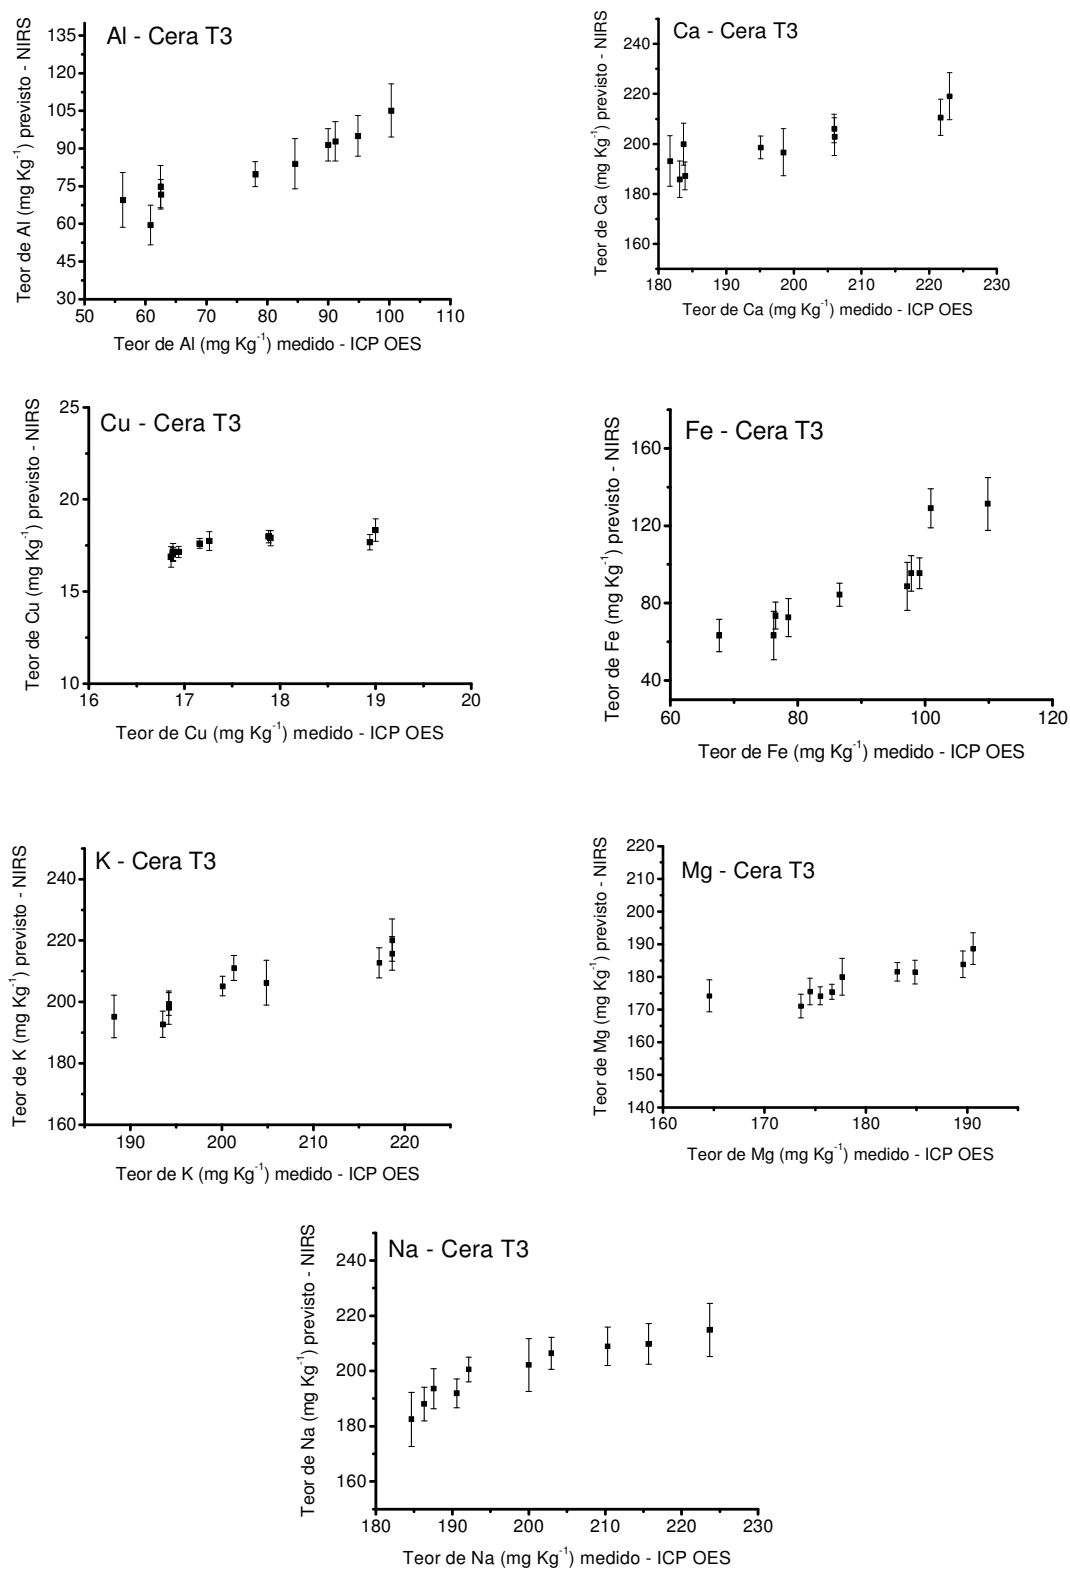 Al - Cera T3
Teor de Al (mg Kg-1) previsto - NIRS
135
120
105
90
75
60
45
30
50 60 70 80 90 100 110
Teor de Al (mg Kg-1) medido - ICP OES
Ca - Cera T3
Teor de Ca (mg Kg-1) previsto - NIRS
240
220
200
180
160
180 190 200 210 220 230
Teor de Ca (mg Kg-1) medido - ICP OES
Cu - Cera T3
Teor de Cu (mg Kg-1) previsto - NIRS
25
20
15
10
16 17 18 19 20
Teor de Cu (mg Kg-1) medido - ICP OES
Fe - Cera T3
Teor de Fe (mg Kg-1) previsto - NIRS
160
120
80
40
60 80 100 120
Teor de Fe (mg Kg-1) medido - ICP OES
K - Cera T3
Teor de K (mg Kg-1) previsto - NIRS
240
220
200
180
160
190 200 210 220
Teor de K (mg Kg-1) medido - ICP OES
Mg - Cera T3
Teor de Mg (mg Kg-1) previsto - NIRS
220
210
200
190
180
170
160
150
140
160 170 180 190
Teor de Mg (mg Kg-1) medido - ICP OES
Na - Cera T3
Teor de Na (mg Kg-1) previsto - NIRS
240
220
200
180
160
180 190 200 210 220 230
Teor de Na (mg Kg-1) medido - ICP OES